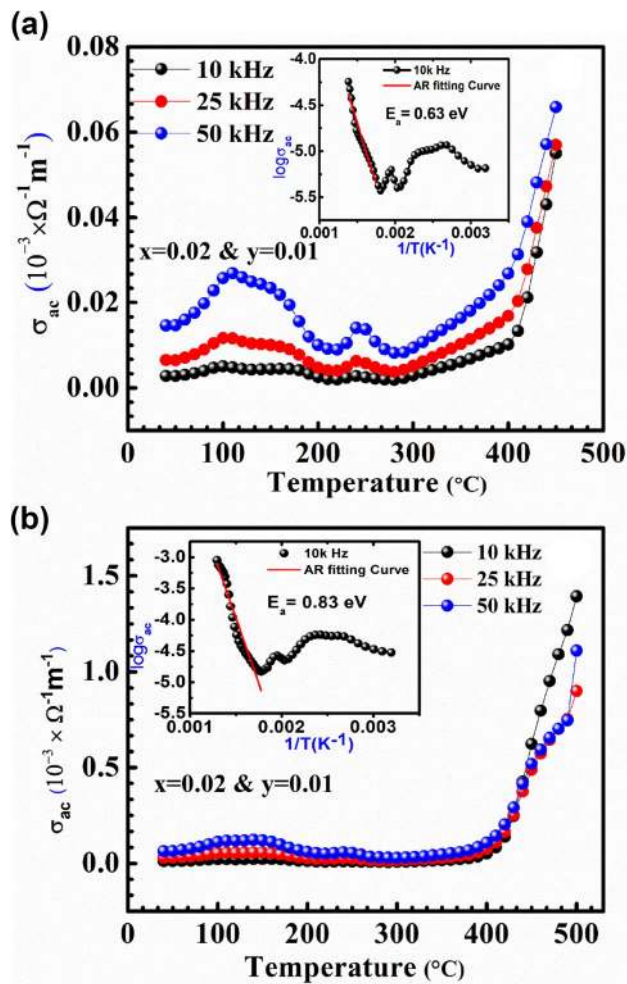 (a)
0.08
0.06
0.04
0.02
0.00
σac (10⁻³ ×Ω⁻¹m⁻¹)
10 kHz
25 kHz
50 kHz
x=0.02 & y=0.01
-4.0
-4.5
-5.0
-5.5
logσac
10k Hz
AR fitting Curve
Ea = 0.63 eV
0.001 0.002 0.003
1/T(K⁻¹)
0 100 200 300 400 500
Temperature (°C)
(b)
1.5
1.0
0.5
0.0
σac (10⁻³ × Ω⁻¹m⁻¹)
-3.0
-3.5
-4.0
-4.5
-5.0
-5.5
logσac
10k Hz
AR fitting Curve
Ea = 0.83 eV
0.001 0.002 0.003
1/T(K⁻¹)
10 kHz
25 kHz
50 kHz
x=0.02 & y=0.01
0 100 200 300 400 500
Temperature (°C)